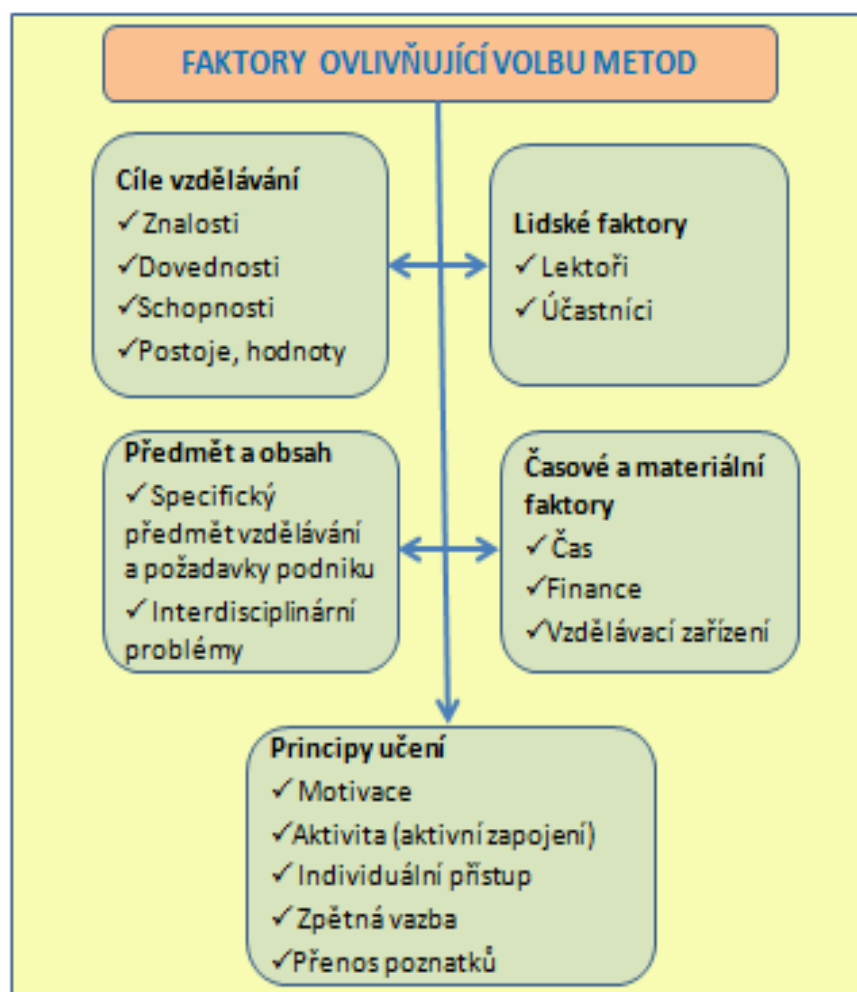 FAKTORY OVLIVŇUJÍCÍ VOLBU METOD
Cíle vzdělávání
✓ Znalosti
✓ Dovednosti
✓ Schopnosti
✓ Postoje, hodnoty
Lidské faktory
✓ Lektoři
✓ Účastníci
Předmět a obsah
✓ Specifický
předmět vzdělávání
a požadavky podniku
✓ Interdisciplinární
problémy
Časové a materiální
faktory
✓ Čas
✓ Finance
✓ Vzdělávací zařízení
Principy učení
✓ Motivace
✓ Aktivita (aktivní zapojení)
✓ Individuální přístup
✓ Zpětná vazba
✓ Přenos poznatků